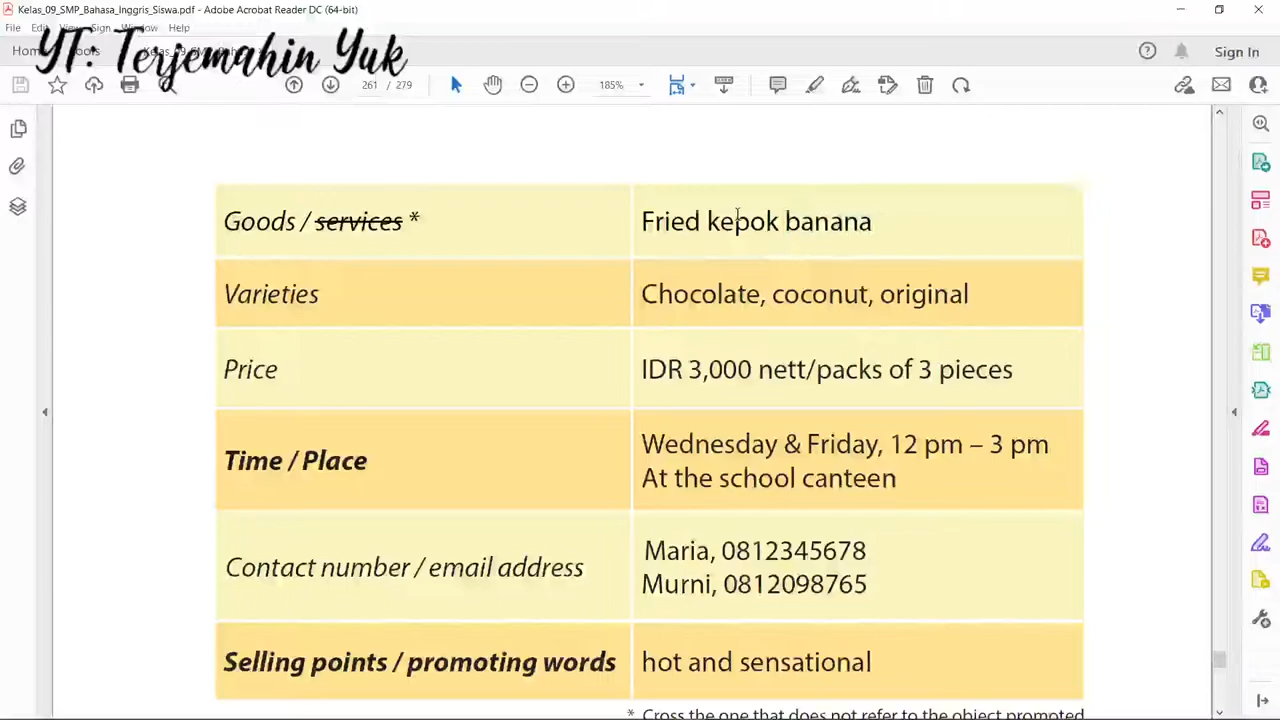 Kelas_09_SMP_Bahasa_Inggris_Siswa.pdf - Adobe Acrobat Reader DC (64-bit)
File Edit View Sign Window Help
YT: Terjemahin Yuk
Home Tools
Sign In
261 / 279
185%
Goods / services *
Fried kepok banana
Varieties
Chocolate, coconut, original
Price
IDR 3,000 nett/packs of 3 pieces
Time / Place
Wednesday & Friday, 12 pm – 3 pm
At the school canteen
Contact number / email address
Maria, 0812345678
Murni, 0812098765
Selling points / promoting words
hot and sensational
* Cross the one that does not refer to the object promoted